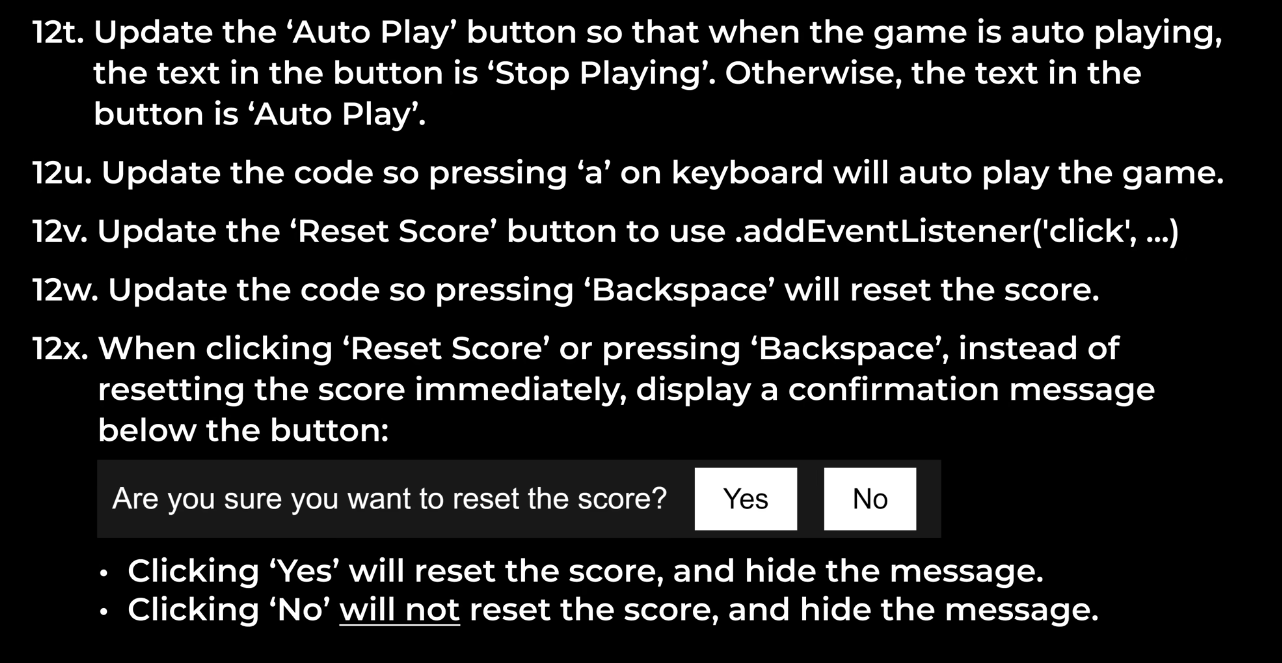 12t. Update the ‘Auto Play’ button so that when the game is auto playing,
the text in the button is ‘Stop Playing’. Otherwise, the text in the
button is ‘Auto Play’.
12u. Update the code so pressing ‘a’ on keyboard will auto play the game.
12v. Update the ‘Reset Score’ button to use .addEventListener('click', ...)
12w. Update the code so pressing ‘Backspace’ will reset the score.
12x. When clicking ‘Reset Score’ or pressing ‘Backspace’, instead of
resetting the score immediately, display a confirmation message
below the button:
Are you sure you want to reset the score? Yes No
• Clicking ‘Yes’ will reset the score, and hide the message.
• Clicking ‘No’ will not reset the score, and hide the message.